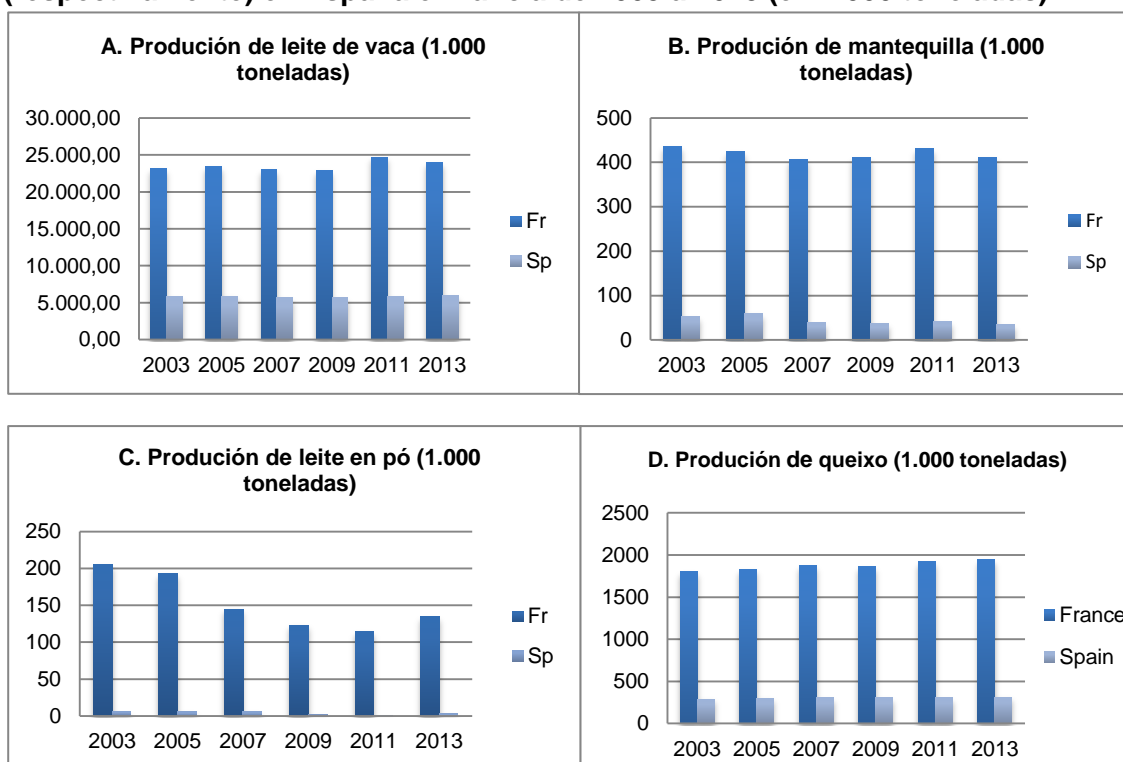 A. Produción de leite de vaca (1.000
toneladas)
30.000,00
25.000,00
20.000,00
15.000,00
10.000,00
5.000,00
0,00
2003 2005 2007 2009 2011 2013
Fr
Sp
B. Produción de mantequilla (1.000
toneladas)
500
400
300
200
100
0
2003 2005 2007 2009 2011 2013
Fr
Sp
C. Produción de leite en pó (1.000
toneladas)
250
200
150
100
50
0
2003 2005 2007 2009 2011 2013
Fr
Sp
D. Produción de queixo (1.000 toneladas)
2500
2000
1500
1000
500
0
2003 2005 2007 2009 2011 2013
France
Spain